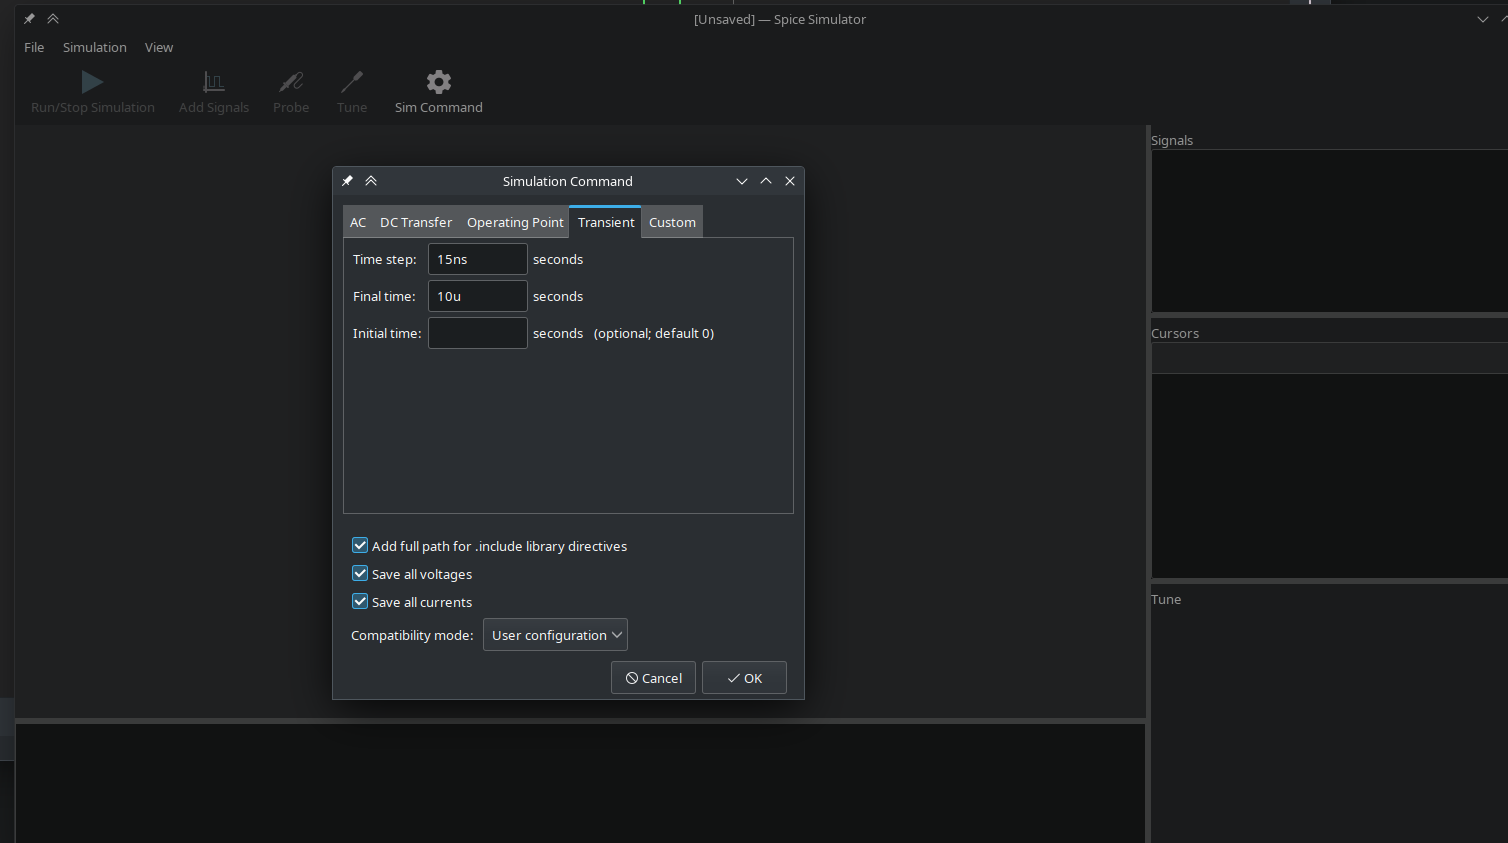 [Unsaved] — Spice Simulator
File Simulation View
Run/Stop Simulation Add Signals Probe Tune Sim Command
Signals
Simulation Command
AC DC Transfer Operating Point Transient Custom
Time step: 15ns seconds
Final time: 10u seconds
Initial time: seconds (optional; default 0)
Cursors
Add full path for .include library directives
Save all voltages
Save all currents
Tune
Compatibility mode: User configuration
Cancel OK